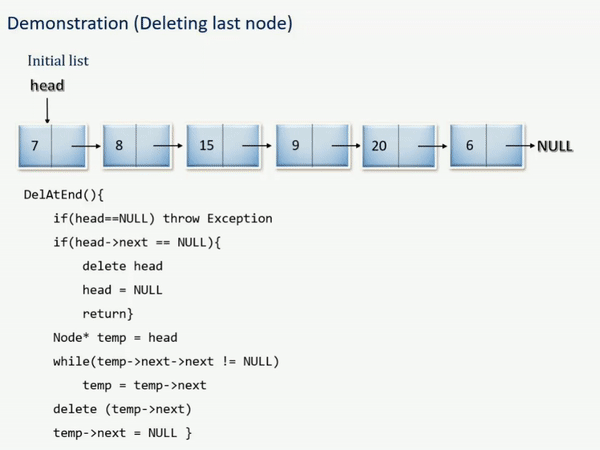 Demonstration (Deleting last node)
Initial list
head
7 8 15 9 20 6 NULL
DelAtEnd(){
if(head==NULL) throw Exception
if(head->next == NULL){
delete head
head = NULL
return}
Node* temp = head
while(temp->next->next != NULL)
temp = temp->next
delete (temp->next)
temp->next = NULL }